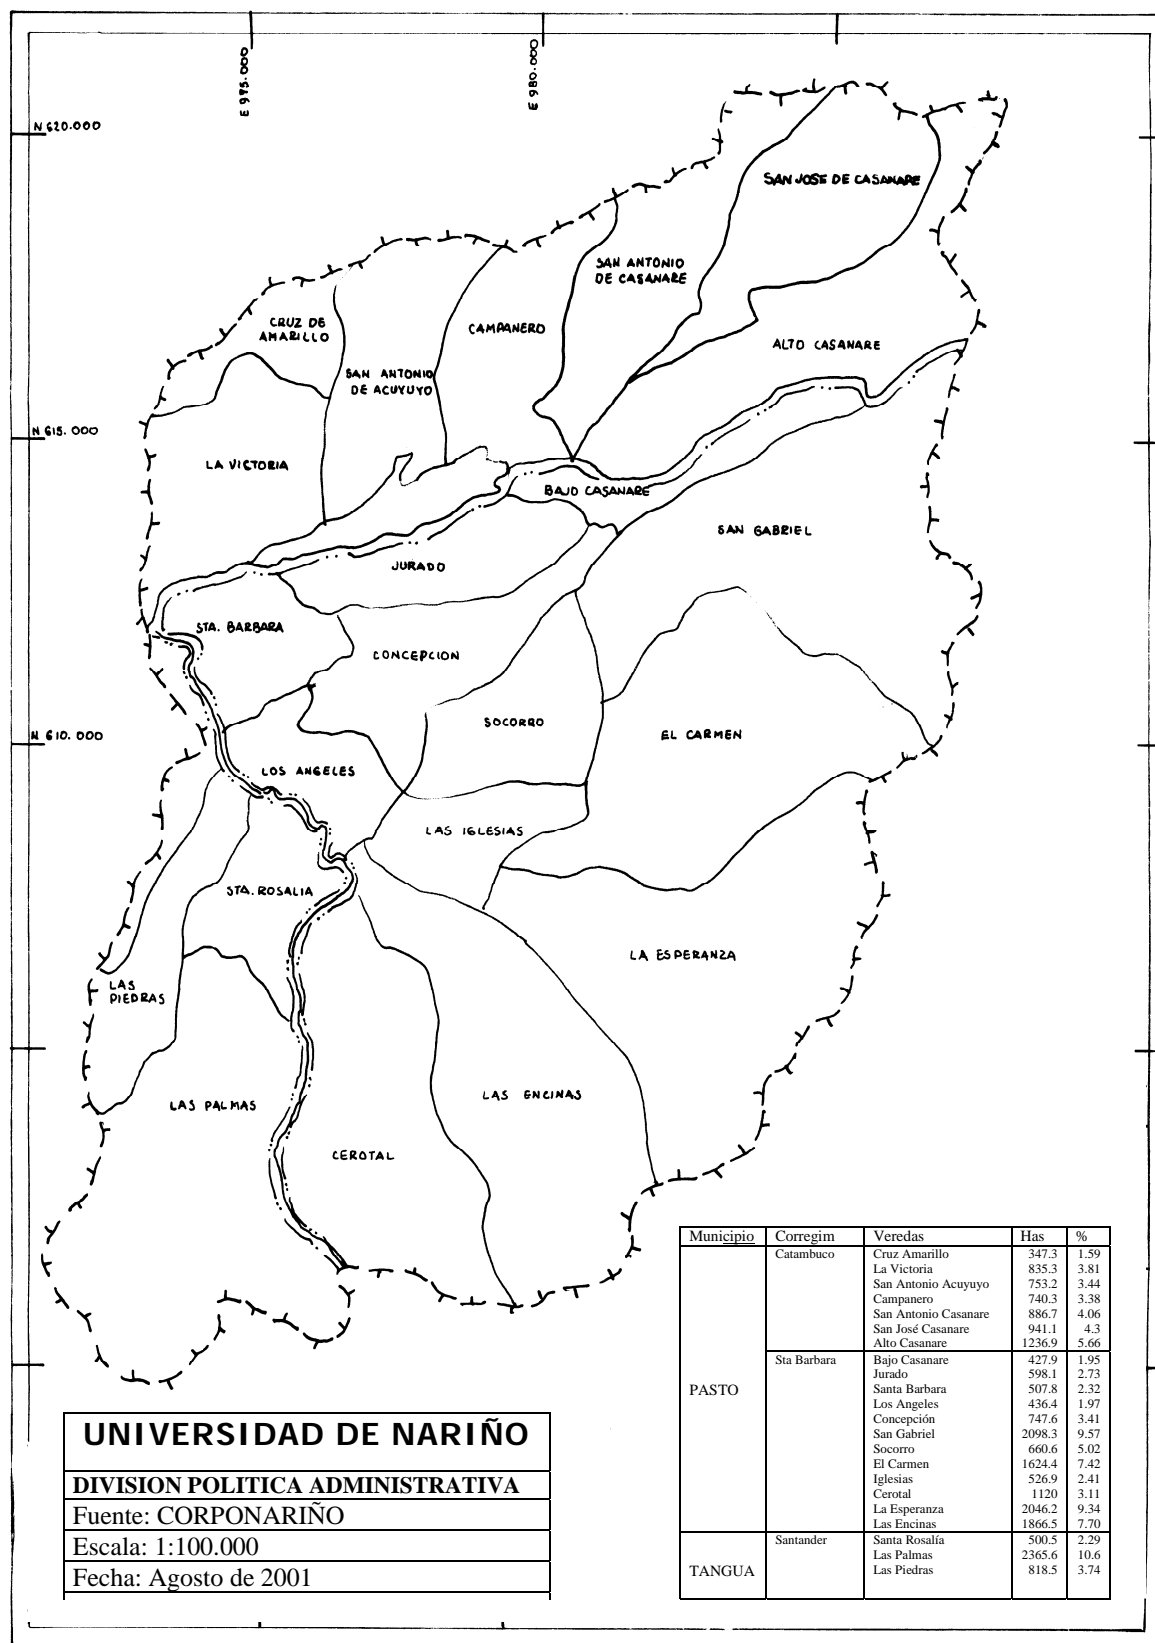 E 975.000
E 980.000
N 620.000
SAN JOSE DE CASANARE
SAN ANTONIO
DE CASANARE
CRUZ DE
AMARILLO
CAMPANERO
ALTO CASANARE
SAN ANTONIO
DE ACUYUYO
N 615.000
LA VICTORIA
BAJO CASANARE
SAN GABRIEL
JURADO
STA. BARBARA
CONCEPCION
SOCORRO
N 610.000
EL CARMEN
LOS ANGELES
LAS IGLESIAS
STA. ROSALIA
LA ESPERANZA
LAS
PIEDRAS
LAS PALMAS
LAS ENCINAS
CEROTAL
Municipio Corregim Veredas Has %
Catambuco Cruz Amarillo 347.3 1.59
La Victoria 835.3 3.81
San Antonio Acuyuyo 753.2 3.44
Campanero 740.3 3.38
San Antonio Casanare 886.7 4.06
San José Casanare 941.1 4.3
Alto Casanare 1236.9 5.66
Sta Barbara Bajo Casanare 427.9 1.95
Jurado 598.1 2.73
PASTO Santa Barbara 507.8 2.32
Los Angeles 436.4 1.97
Concepción 747.6 3.41
San Gabriel 2098.3 9.57
Socorro 660.6 5.02
El Carmen 1624.4 7.42
Iglesias 526.9 2.41
Cerotal 1120 3.11
La Esperanza 2046.2 9.34
Las Encinas 1866.5 7.70
Santander Santa Rosalía 500.5 2.29
Las Palmas 2365.6 10.6
TANGUA Las Piedras 818.5 3.74
UNIVERSIDAD DE NARIÑO
DIVISION POLITICA ADMINISTRATIVA
Fuente: CORPONARIÑO
Escala: 1:100.000
Fecha: Agosto de 2001